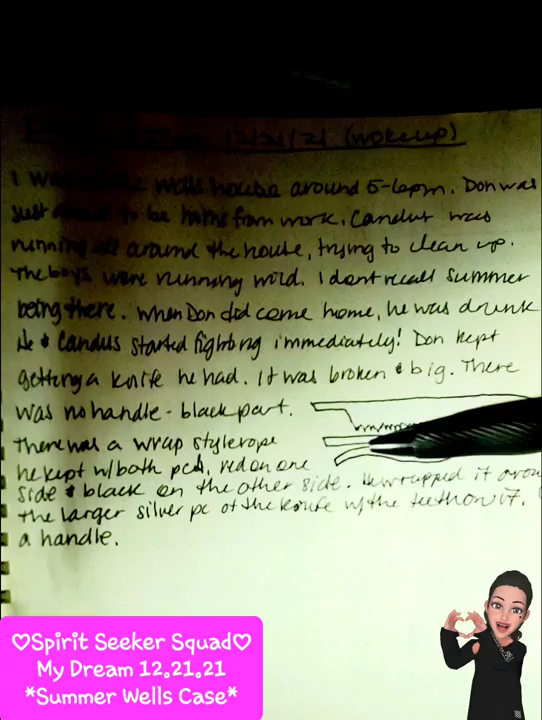 12/21/21 (woke up)
I wells house around 5-6pm. Don was
just to be home from work. Candus was
running all around the house, trying to clean up.
The boys were running wild. I dont recall Summer
being there. When Don did come home, he was drunk
He & Candus started fighting immediately! Don kept
getting a knife he had. It was broken & big. There
was no handle - black part.
There was a wrap style rope
he kept w/both pcs, red on one
side & black on the other side. He wrapped it around
the larger silver pc of the knife w/the teeth on it.
a handle.
♡Spirit Seeker Squad♡
My Dream 12.21.21
*Summer Wells Case*